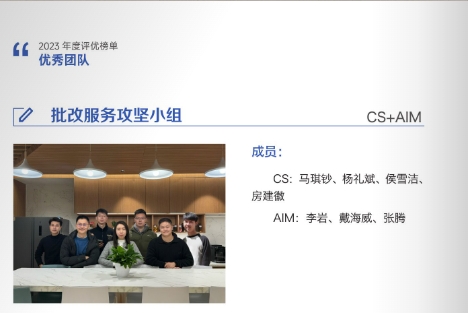 2023 年度评优榜单
优秀团队
批改服务攻坚小组
CS+AIM
成员：
CS：马琪钞、杨礼斌、侯雪洁、
房建徽
AIM：李岩、戴海威、张腾